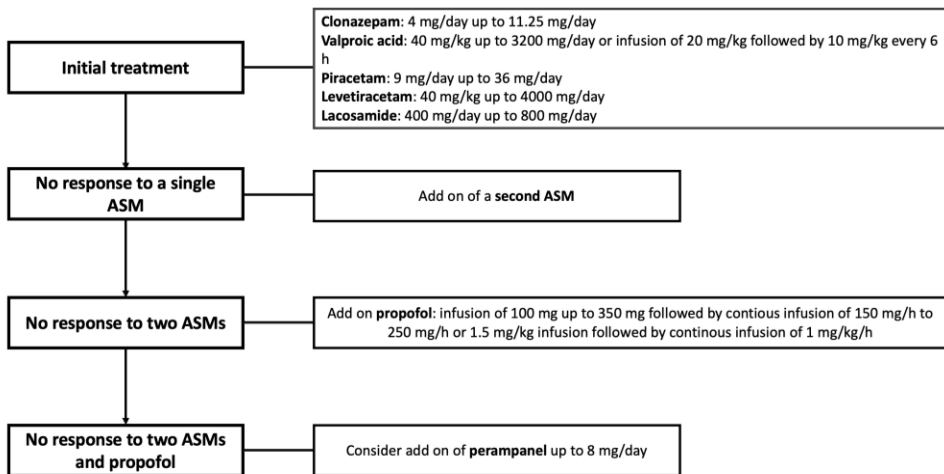 Clonazepam: 4 mg/day up to 11.25 mg/day
Valproic acid: 40 mg/kg up to 3200 mg/day or infusion of 20 mg/kg followed by 10 mg/kg every 6
h
Piracetam: 9 mg/day up to 36 mg/day
Levetiracetam: 40 mg/kg up to 4000 mg/day
Lacosamide: 400 mg/day up to 800 mg/day
Initial treatment
No response to a single
ASM
Add on of a second ASM
No response to two ASMs
Add on propofol: infusion of 100 mg up to 350 mg followed by contious infusion of 150 mg/h to
250 mg/h or 1.5 mg/kg infusion followed by continous infusion of 1 mg/kg/h
No response to two ASMs
and propofol
Consider add on of perampanel up to 8 mg/day